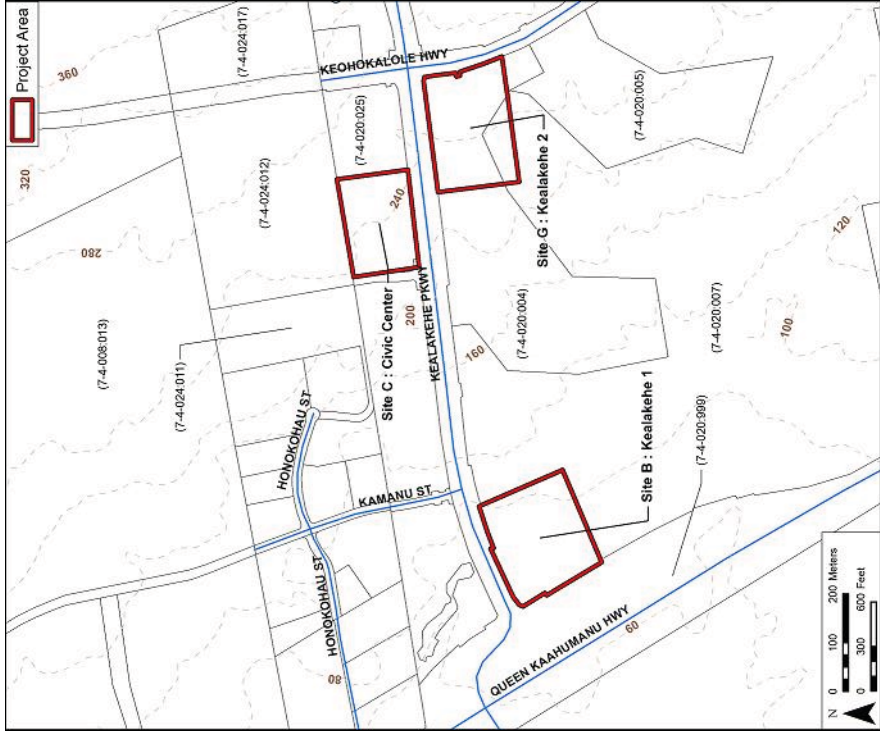 Project Area
320
360
(7-4-024:017)
KEOHOKALOLE HWY
280
(7-4-024:012)
(7-4-020:025)
(7-4-008:013)
(7-4-024:011)
240
Site C : Civic Center
200
KEALAKEHE PKWY
Site G : Kealakehe 2
(7-4-020:005)
HONOKOHAU ST
KAMANU ST
160
(7-4-020:004)
120
(7-4-020:007)
100
Site B : Kealakehe 1
(7-4-020:999)
HONOKOHAU ST
80
QUEEN KAAHUMANU HWY
60
N
0 100 200 Meters
0 300 600 Feet